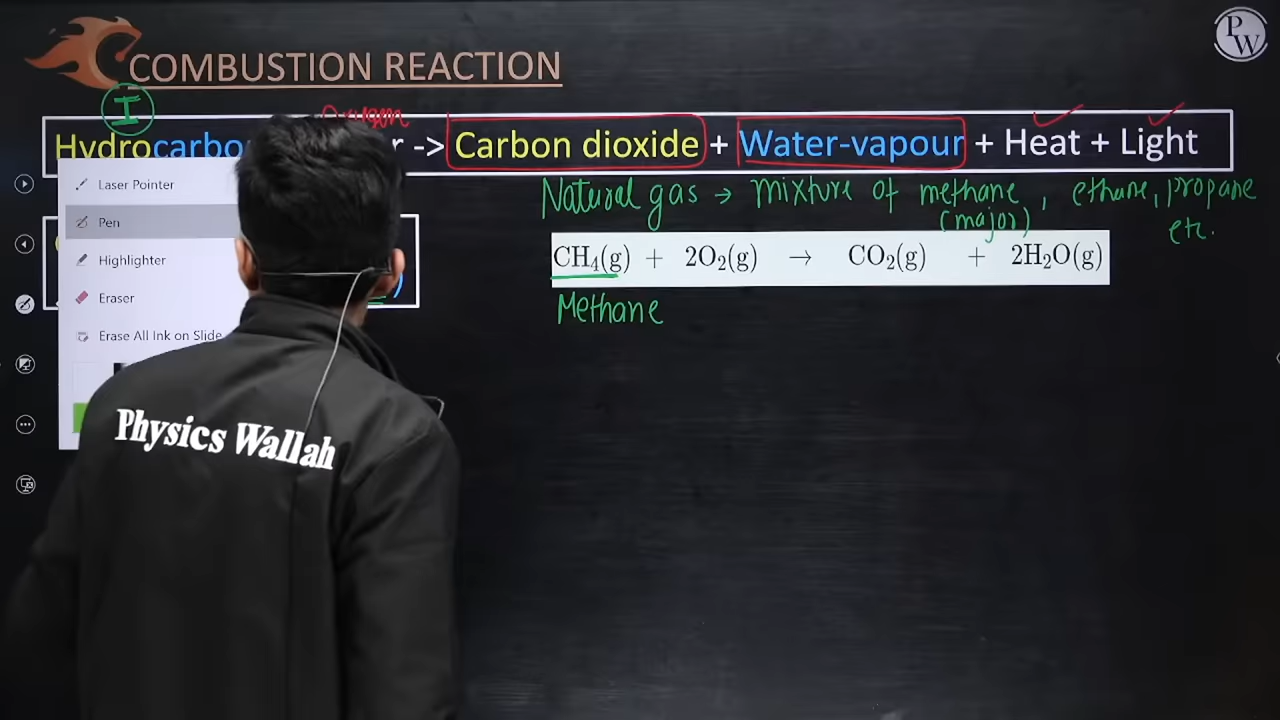 PW
COMBUSTION REACTION
I
Oxygen
-> Carbon dioxide + Water-vapour + Heat + Light
Natural gas → mixture of methane, ethane, propane
(major) etc.
CH₄(g) + 2O₂(g) → CO₂(g) + 2H₂O(g)
Methane
Laser Pointer
Pen
Highlighter
Eraser
Erase All Ink on Slide
Physics Wallah